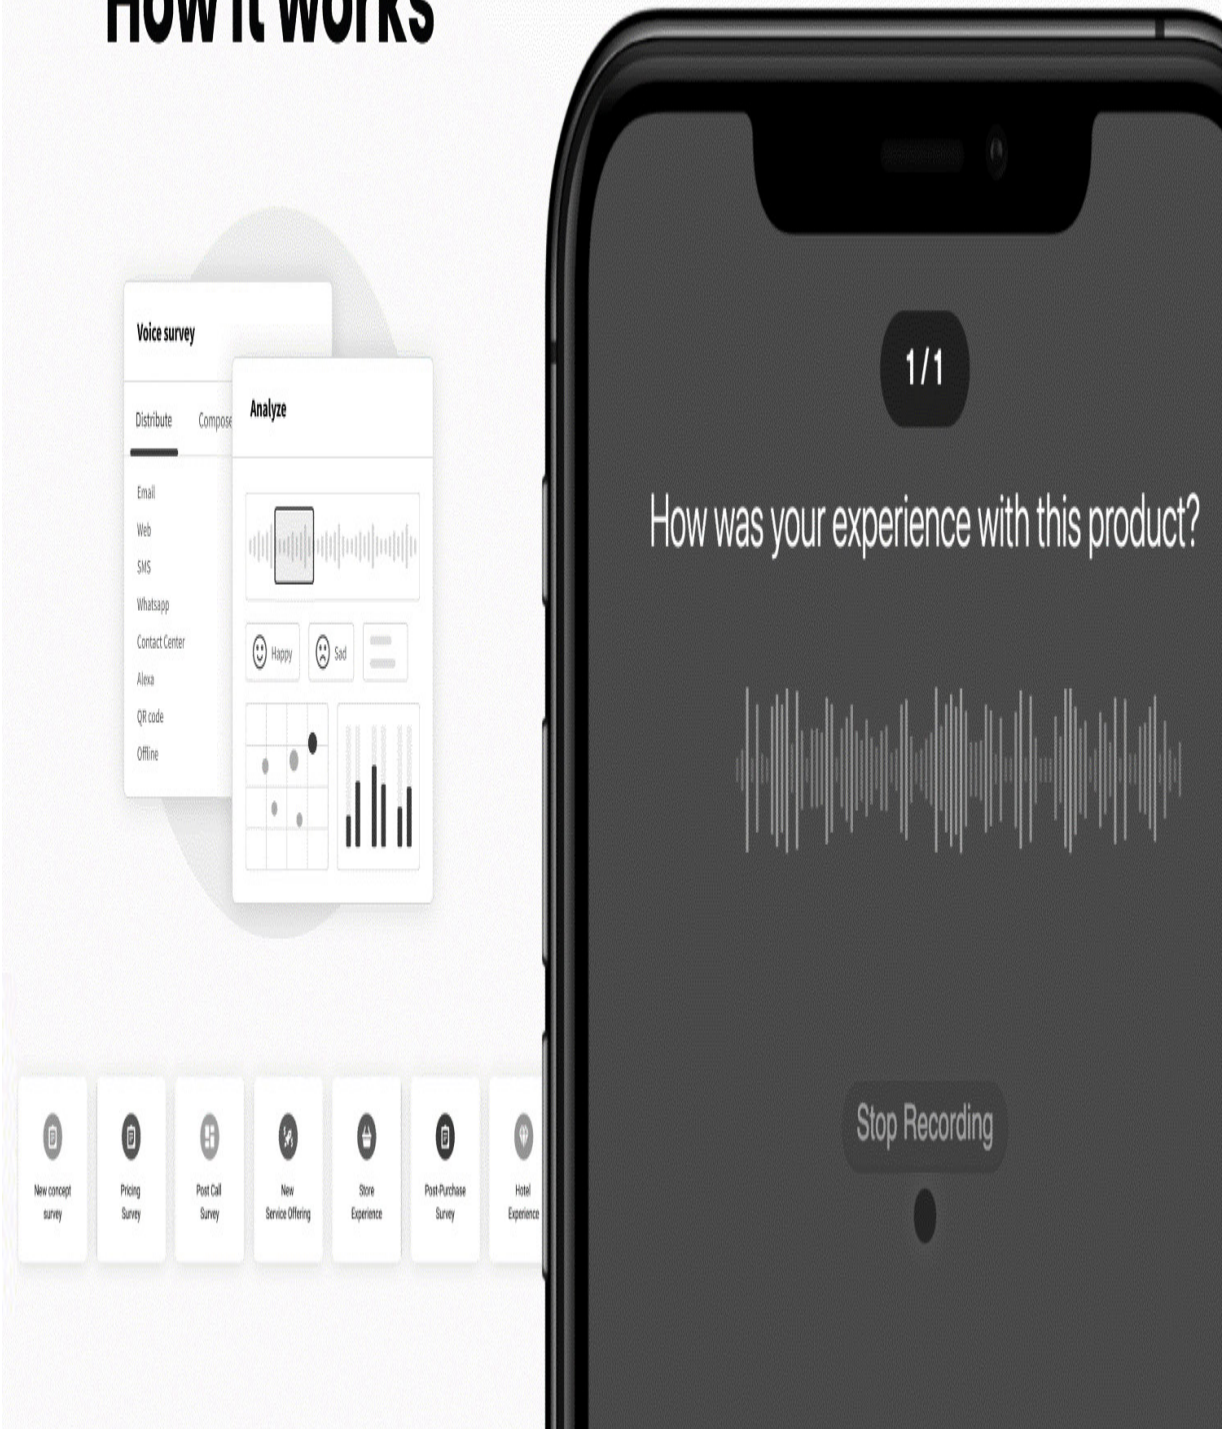 How it works
Voice survey
Distribute
Compose
Email
Web
SMS
Whatsapp
Contact Center
Alexa
QR code
Offline
Analyze
Happy
Sad
New concept
survey
Pricing
Survey
Post Call
Survey
New
Service Offering
Store
Experience
Post-Purchase
Survey
Hotel
Experience
1/1
How was your experience with this product?
Stop Recording